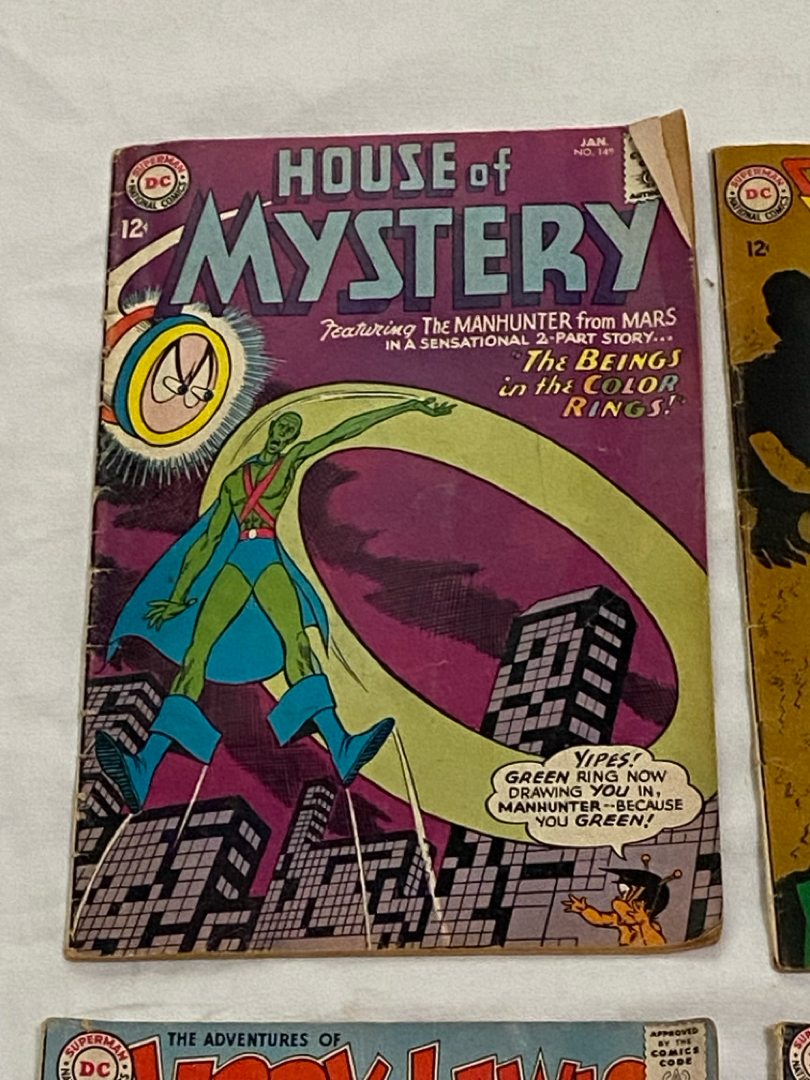 SUPERMAN
DC
NATIONAL COMICS
12¢
JAN.
NO. 148
HOUSE of
MYSTERY
Featuring The MANHUNTER from MARS
IN A SENSATIONAL 2-PART STORY...
"The BEINGS
in the COLOR
RINGS!"
YIPES!
GREEN RING NOW
DRAWING YOU IN,
MANHUNTER--BECAUSE
YOU GREEN!
SUPERMAN
DC
NATIONAL COMICS
12¢
SUPERMAN
DC
THE ADVENTURES OF
LEWIS
APPROVED
BY THE
COMICS
CODE